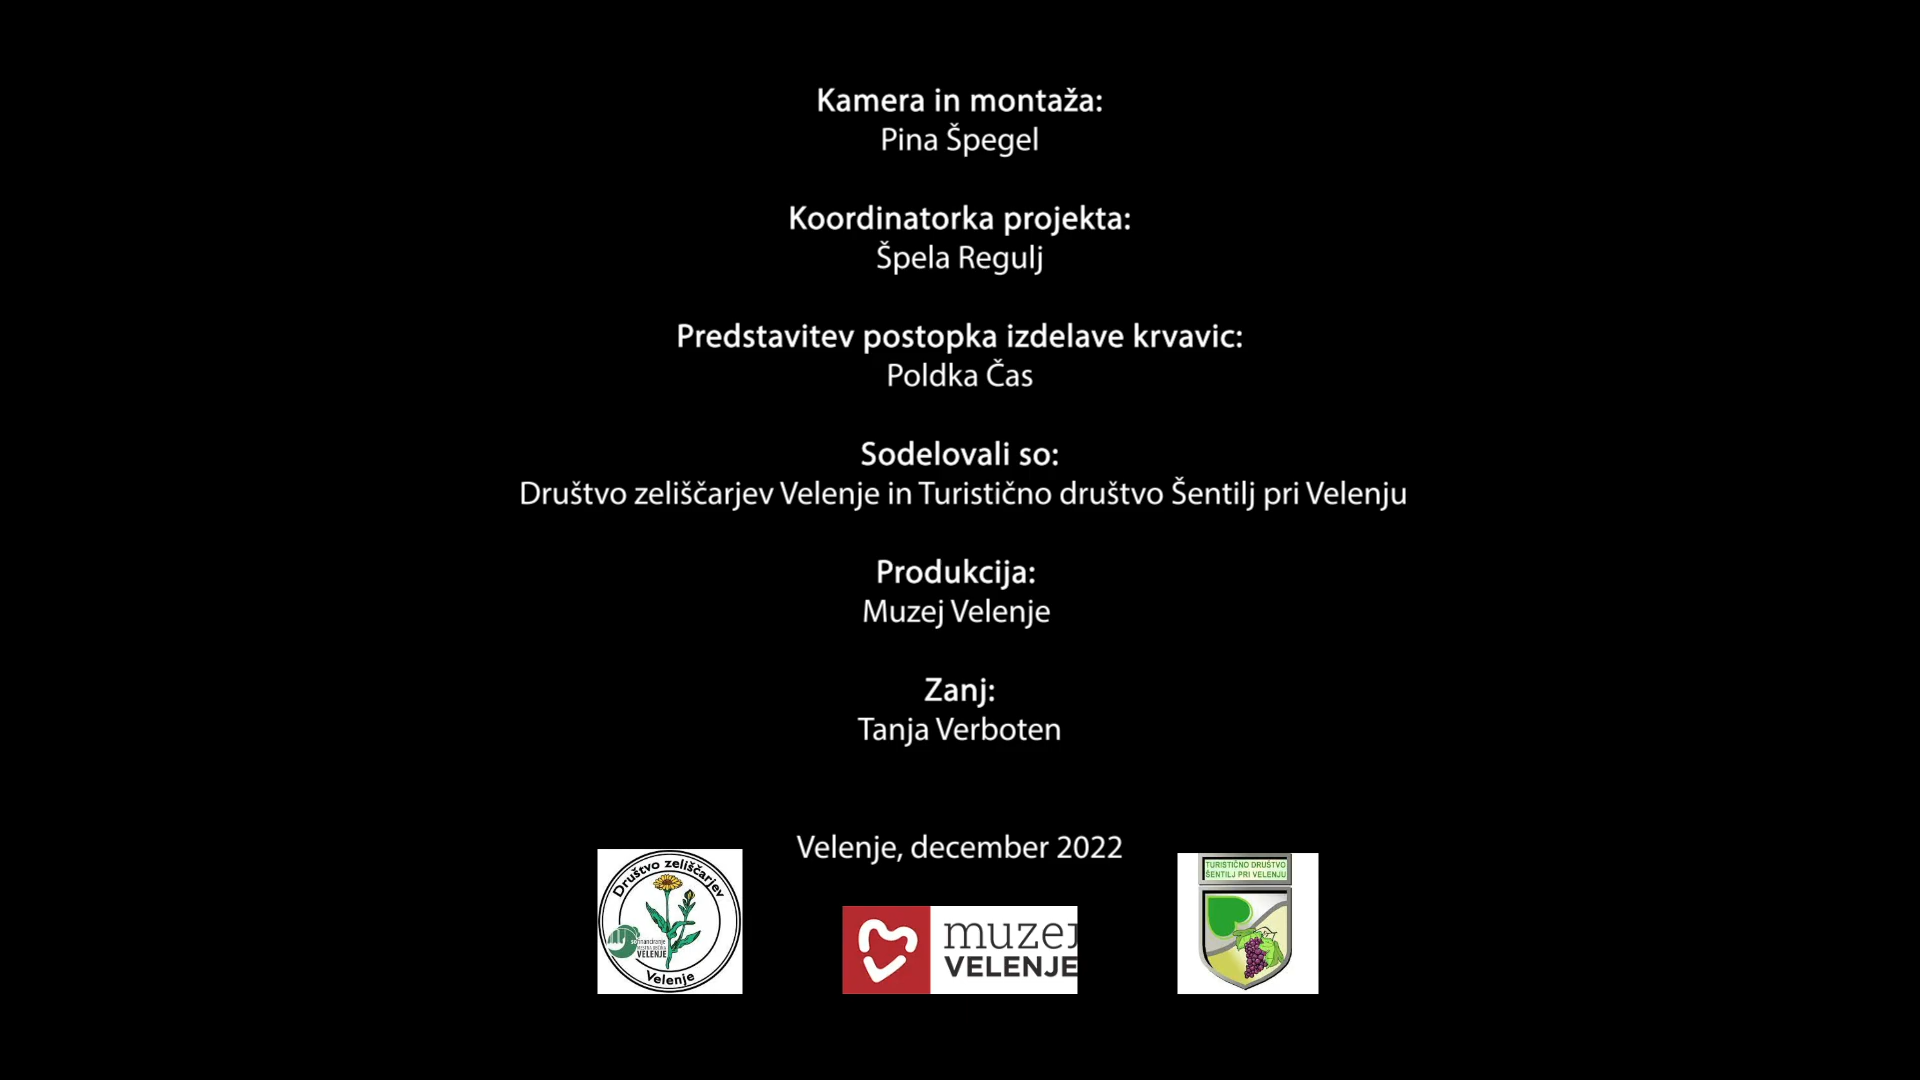 Kamera in montaža:
Pina Špegel
Koordinatorka projekta:
Špela Regulj
Predstavitev postopka izdelave krvavic:
Poldka Čas
Sodelovali so:
Društvo zeliščarjev Velenje in Turistično društvo Šentilj pri Velenju
Produkcija:
Muzej Velenje
Zanj:
Tanja Verboten
Velenje, december 2022
Društvo zeliščarjev
VELENJE
Velenje
muzej
VELENJE
TURISTIČNO DRUŠTVO
ŠENTILJ PRI VELENJU